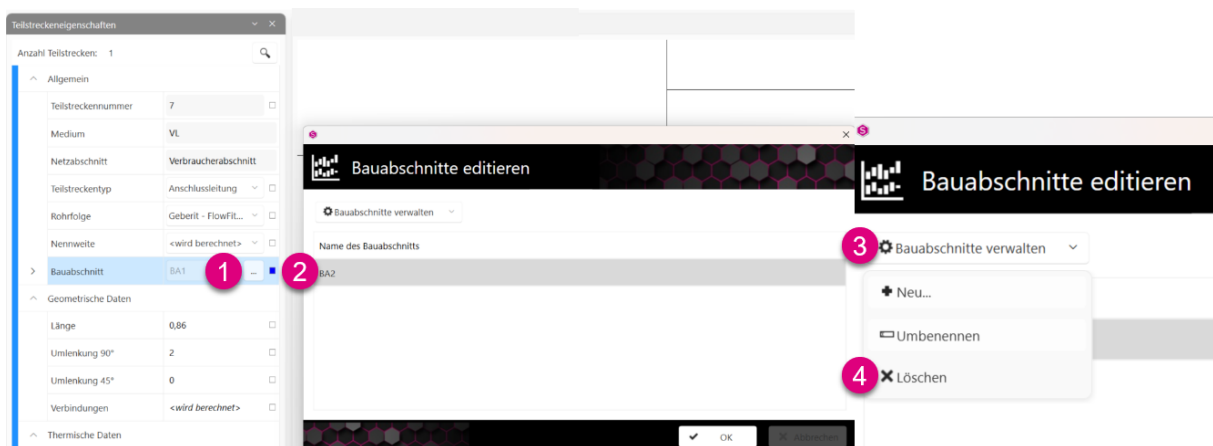 Teilstreckeneigenschaften
Anzahl Teilstrecken: 1
Allgemein
Teilstreckennummer 7
Medium VL
Netzabschnitt Verbraucherabschnitt
Teilstreckentyp Anschlussleitung
Rohrfolge Geberit - FlowFit...
Nennweite <wird berechnet>
Bauabschnitt BA1 1 ...
Geometrische Daten
Länge 0,86
Umlenkung 90° 2
Umlenkung 45° 0
Verbindungen <wird berechnet>
Thermische Daten
Bauabschnitte editieren
Bauabschnitte verwalten
Name des Bauabschnitts
2 BA2
OK Abbrechen
Bauabschnitte editieren
3 Bauabschnitte verwalten
Neu...
Umbenennen
4 Löschen